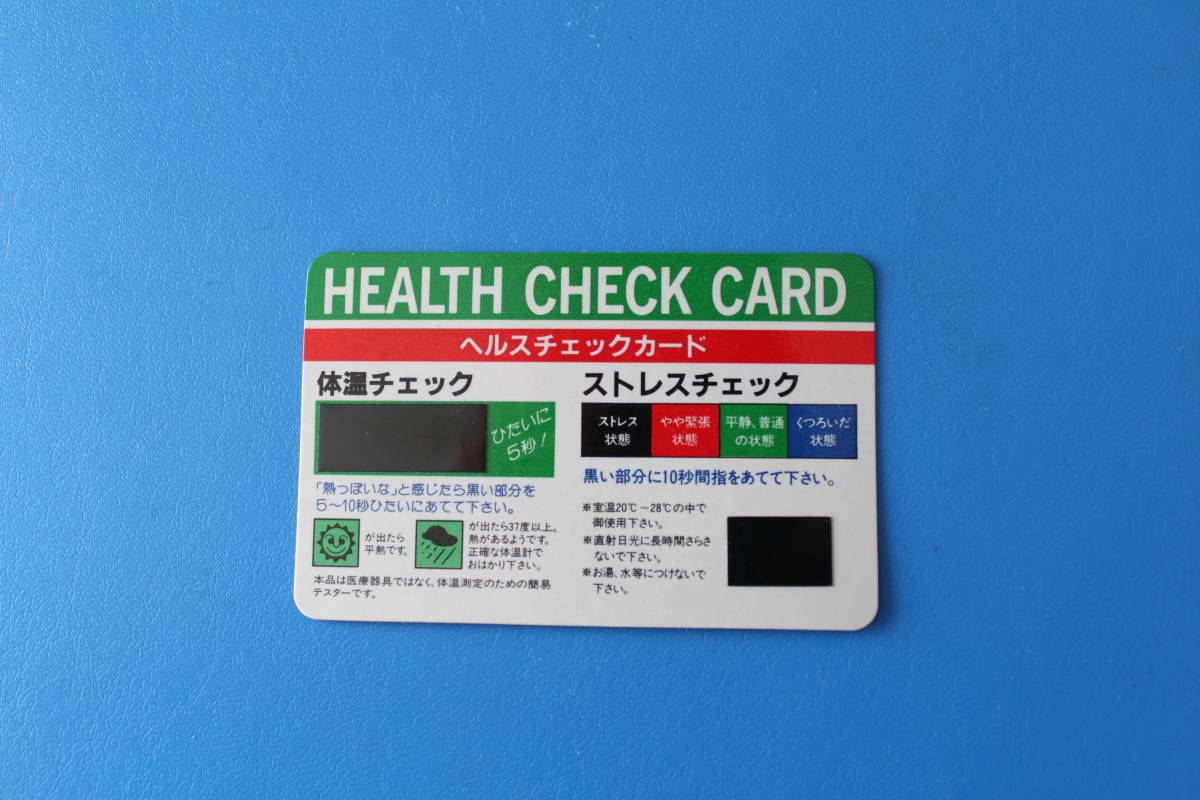 HEALTH CHECK CARD
ヘルスチェックカード
体温チェック
ひたいに
5秒!
「熱っぽいな」と感じたら黒い部分を
5〜10秒ひたいにあてて下さい。
が出たら
平熱です。
が出たら37度以上。
熱があるようです。
正確な体温計で
おはかり下さい。
本品は医療器具ではなく、体温測定のための簡易
テスターです。
ストレスチェック
ストレス
状態
やや緊張
状態
平静、普通
の状態
くつろいだ
状態
黒い部分に10秒間指をあてて下さい。
※室温20℃〜28℃の中で
御使用下さい。
※直射日光に長時間さらさ
ないで下さい。
※お湯、水等につけないで
下さい。